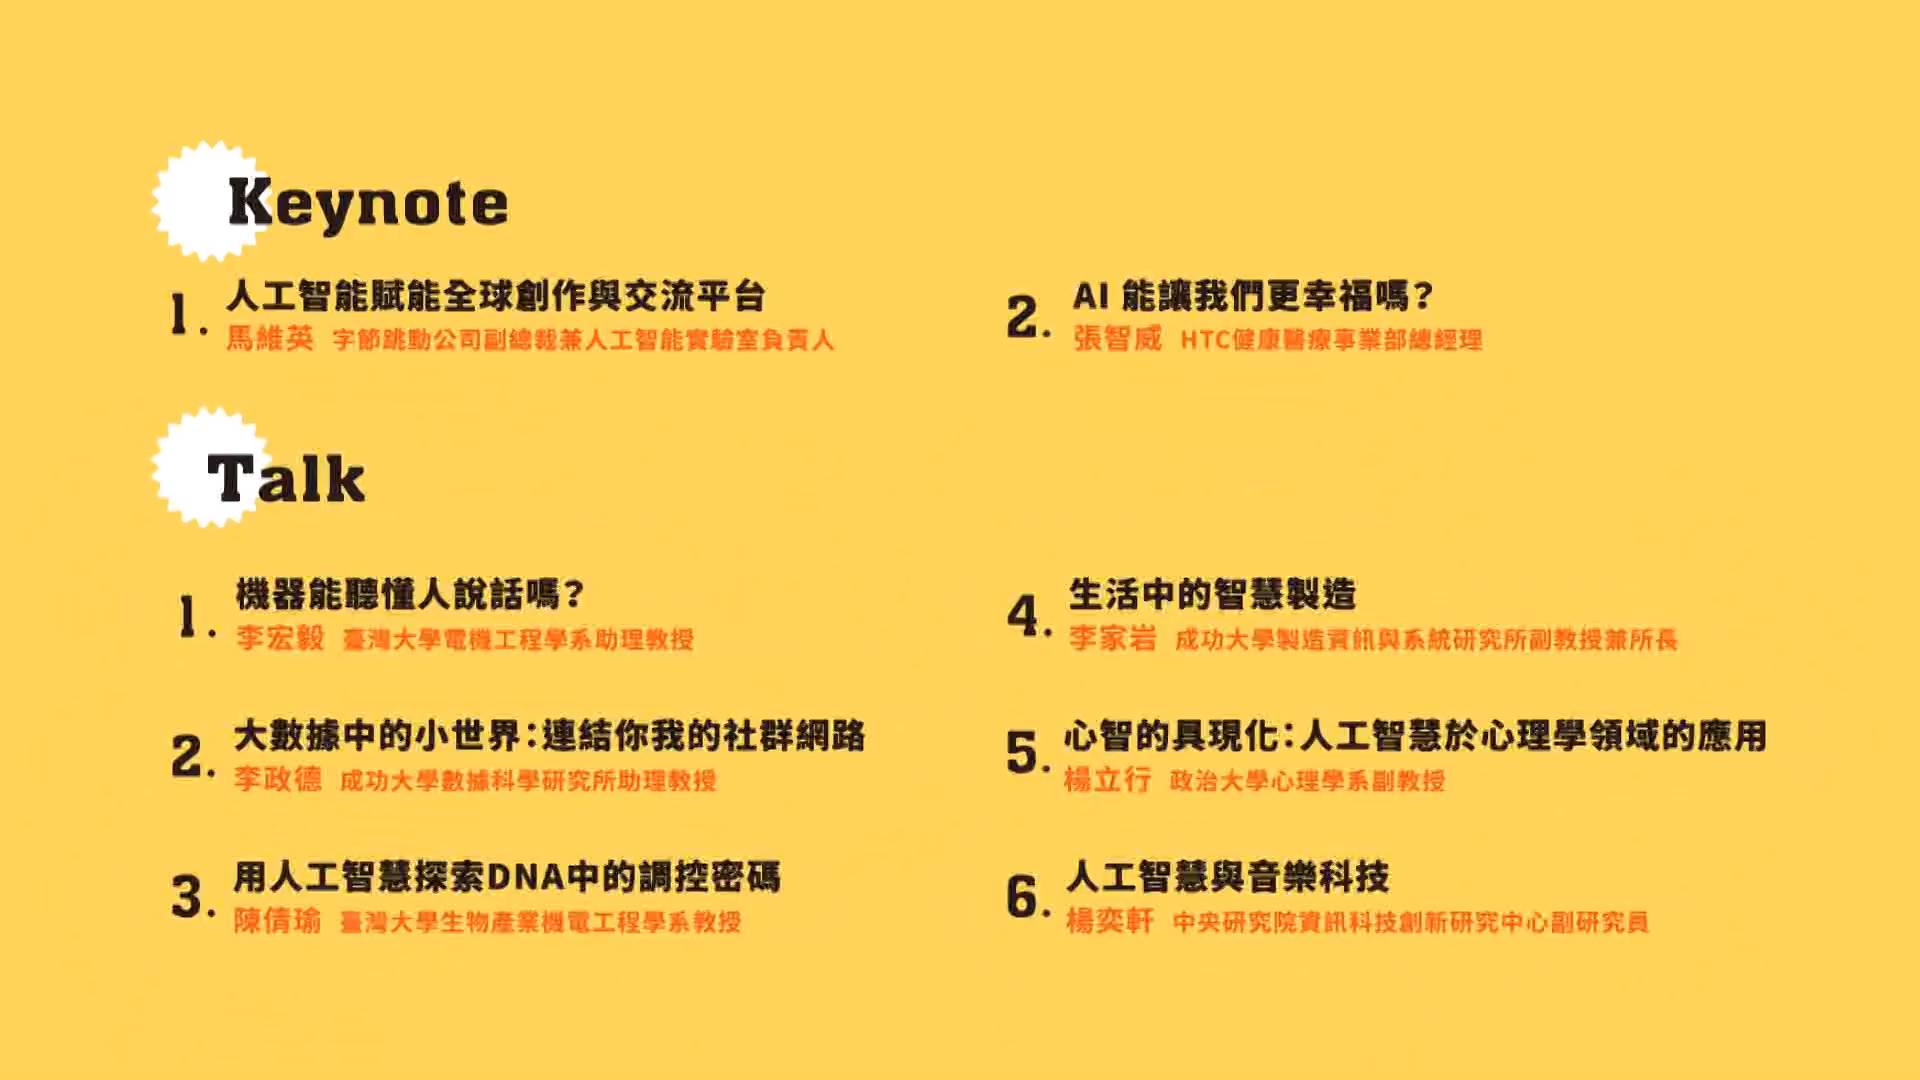 Keynote
1. 人工智能賦能全球創作與交流平台
馬維英 字節跳動公司副總裁兼人工智能實驗室負責人
2. AI 能讓我們更幸福嗎？
張智威 HTC健康醫療事業部總經理
Talk
1. 機器能聽懂人說話嗎？
李宏毅 臺灣大學電機工程學系助理教授
2. 大數據中的小世界：連結你我的社群網路
李政德 成功大學數據科學研究所助理教授
3. 用人工智慧探索DNA中的調控密碼
陳倩瑜 臺灣大學生物產業機電工程學系教授
4. 生活中的智慧製造
李家岩 成功大學製造資訊與系統研究所副教授兼所長
5. 心智的具現化：人工智慧於心理學領域的應用
楊立行 政治大學心理學系副教授
6. 人工智慧與音樂科技
楊奕軒 中央研究院資訊科技創新研究中心副研究員